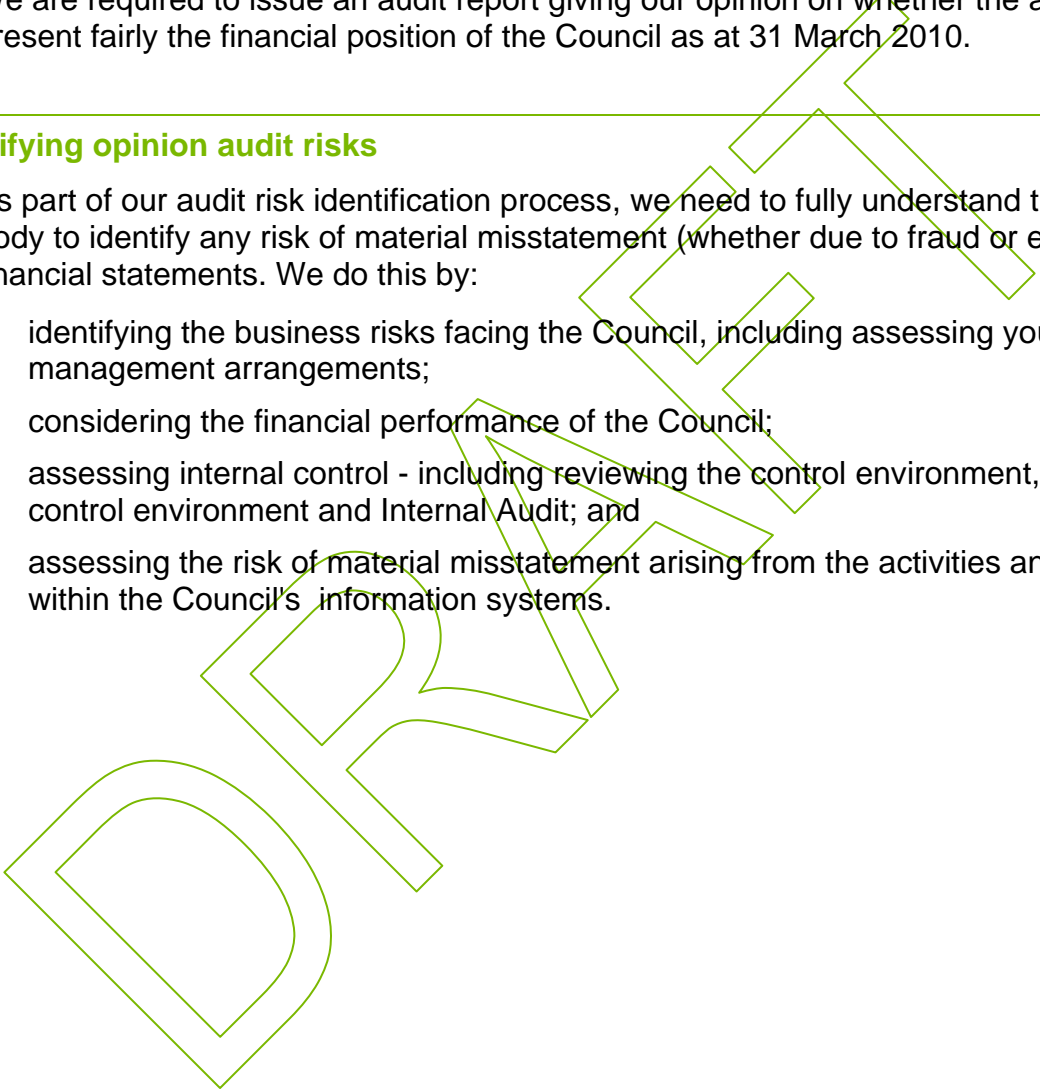 e are required to issue an audit report giving our opinion on whether the a
resent fairly the financial position of the Council as at 31 March 2010.
ifying opinion audit risks
s part of our audit risk identification process, we need to fully understand t
ody to identify any risk of material misstatement (whether due to fraud or e
nancial statements. We do this by:
identifying the business risks facing the Council, including assessing you
management arrangements;
considering the financial performance of the Council;
assessing internal control - including reviewing the control environment,
control environment and Internal Audit; and
assessing the risk of material misstatement arising from the activities an
within the Council's information systems.
DRAFT